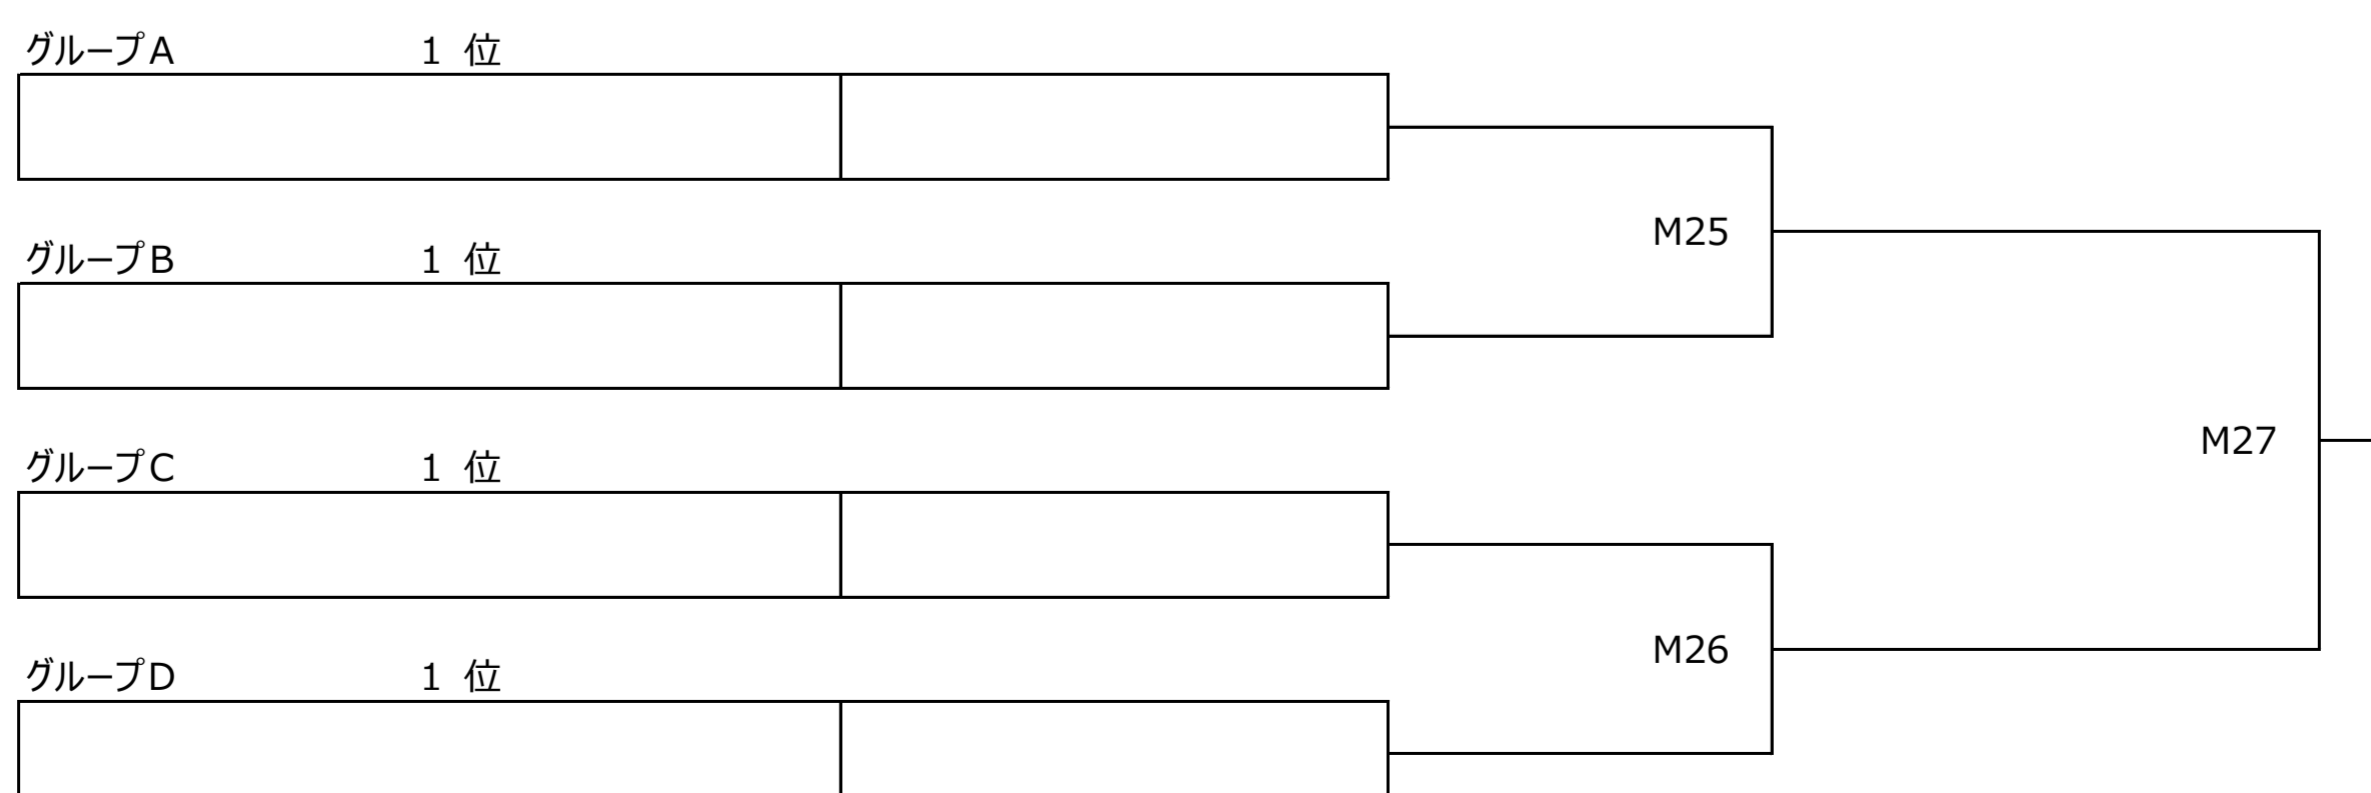 グループA 1 位
M25
グループB 1 位
M27
グループC 1 位
M26
グループD 1 位